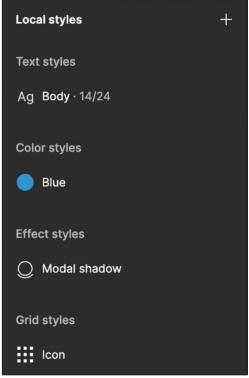 Local styles
Text styles
Ag Body · 14/24
Color styles
Blue
Effect styles
Modal shadow
Grid styles
Icon